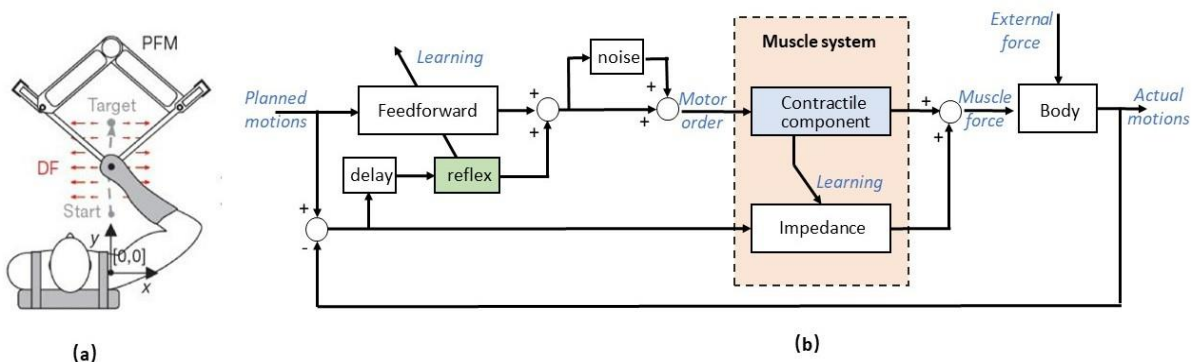 PFM
Target
DF
Start
y
[0,0]
x
(a)
Planned
motions
Learning
Feedforward
+
+
delay
reflex
+
-
noise
+
+
Motor
order
Muscle system
Contractile
component
Learning
Impedance
+
+
Muscle
force
External
force
Body
Actual
motions
(b)